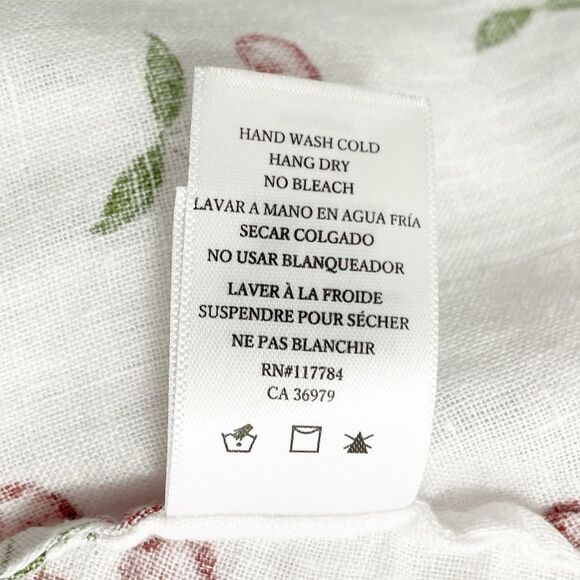 HAND WASH COLD
HANG DRY
NO BLEACH
LAVAR A MANO EN AGUA FRÍA
SECAR COLGADO
NO USAR BLANQUEADOR
LAVER À LA FROIDE
SUSPENDRE POUR SÉCHER
NE PAS BLANCHIR
RN#117784
CA 36979